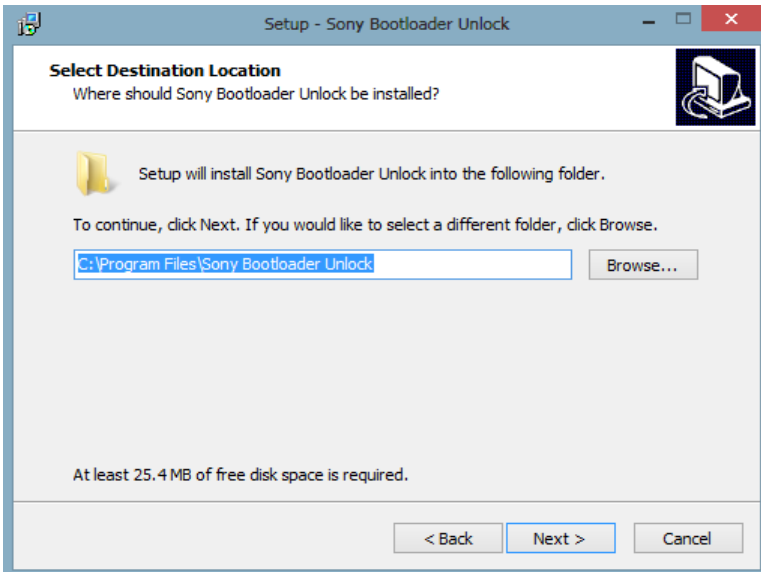 Setup - Sony Bootloader Unlock
Select Destination Location
Where should Sony Bootloader Unlock be installed?
Setup will install Sony Bootloader Unlock into the following folder.
To continue, click Next. If you would like to select a different folder, click Browse.
C:\Program Files\Sony Bootloader Unlock
Browse...
At least 25.4 MB of free disk space is required.
< Back
Next >
Cancel